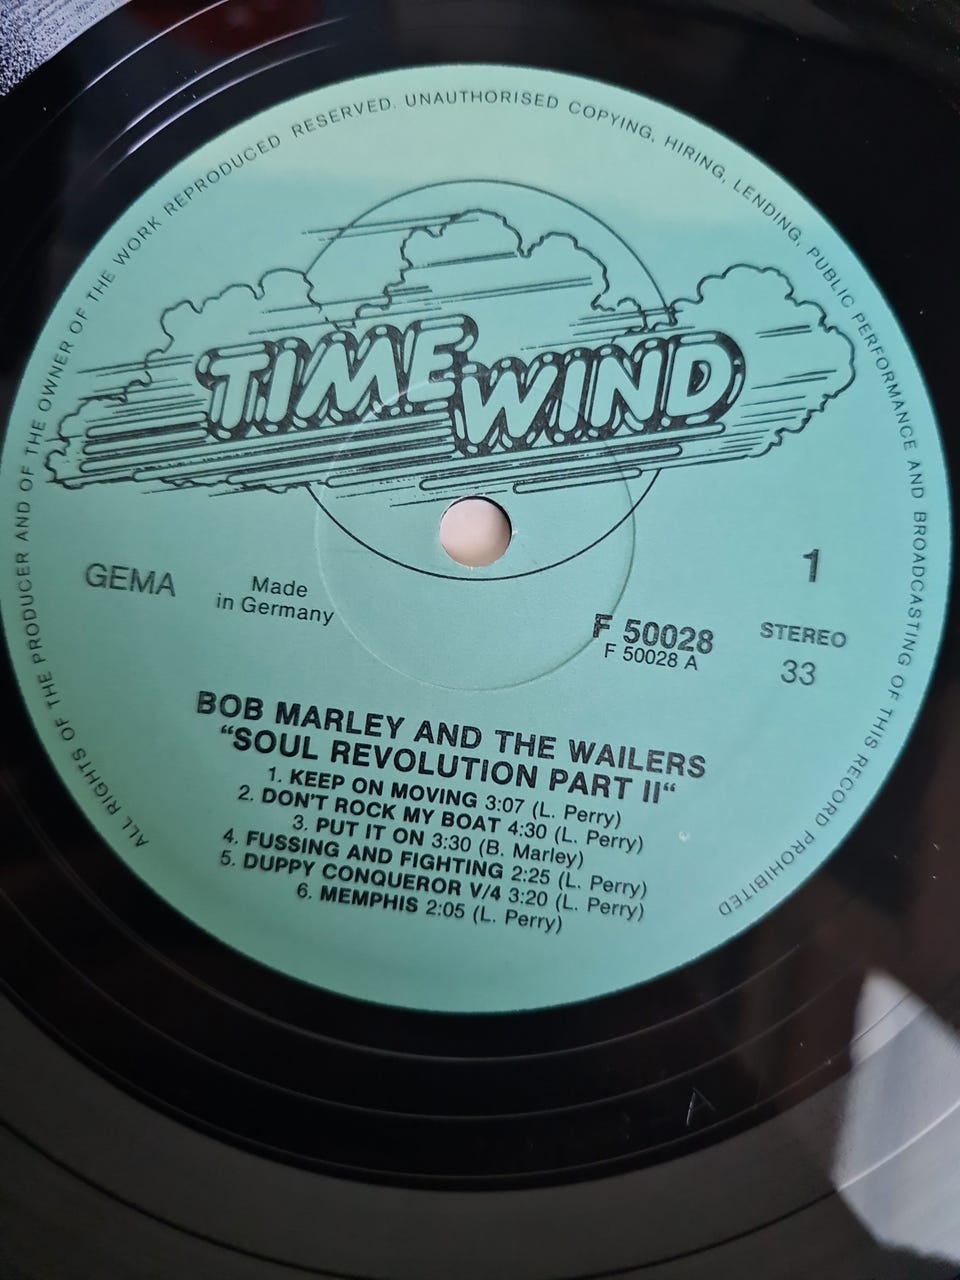 ALL RIGHTS OF THE PRODUCER AND OF THE OWNER OF THE WORK REPRODUCED RESERVED. UNAUTHORISED COPYING, HIRING, LENDING, PUBLIC PERFORMANCE AND BROADCASTING OF THIS RECORD PROHIBITED
TIME WIND
GEMA
Made
in Germany
1
F 50028
F 50028 A
STEREO
33
BOB MARLEY AND THE WAILERS
“SOUL REVOLUTION PART II“
1. KEEP ON MOVING 3:07 (L. Perry)
2. DON'T ROCK MY BOAT 4:30 (L. Perry)
3. PUT IT ON 3:30 (B. Marley)
4. FUSSING AND FIGHTING 2:25 (L. Perry)
5. DUPPY CONQUEROR V/4 3:20 (L. Perry)
6. MEMPHIS 2:05 (L. Perry)
A